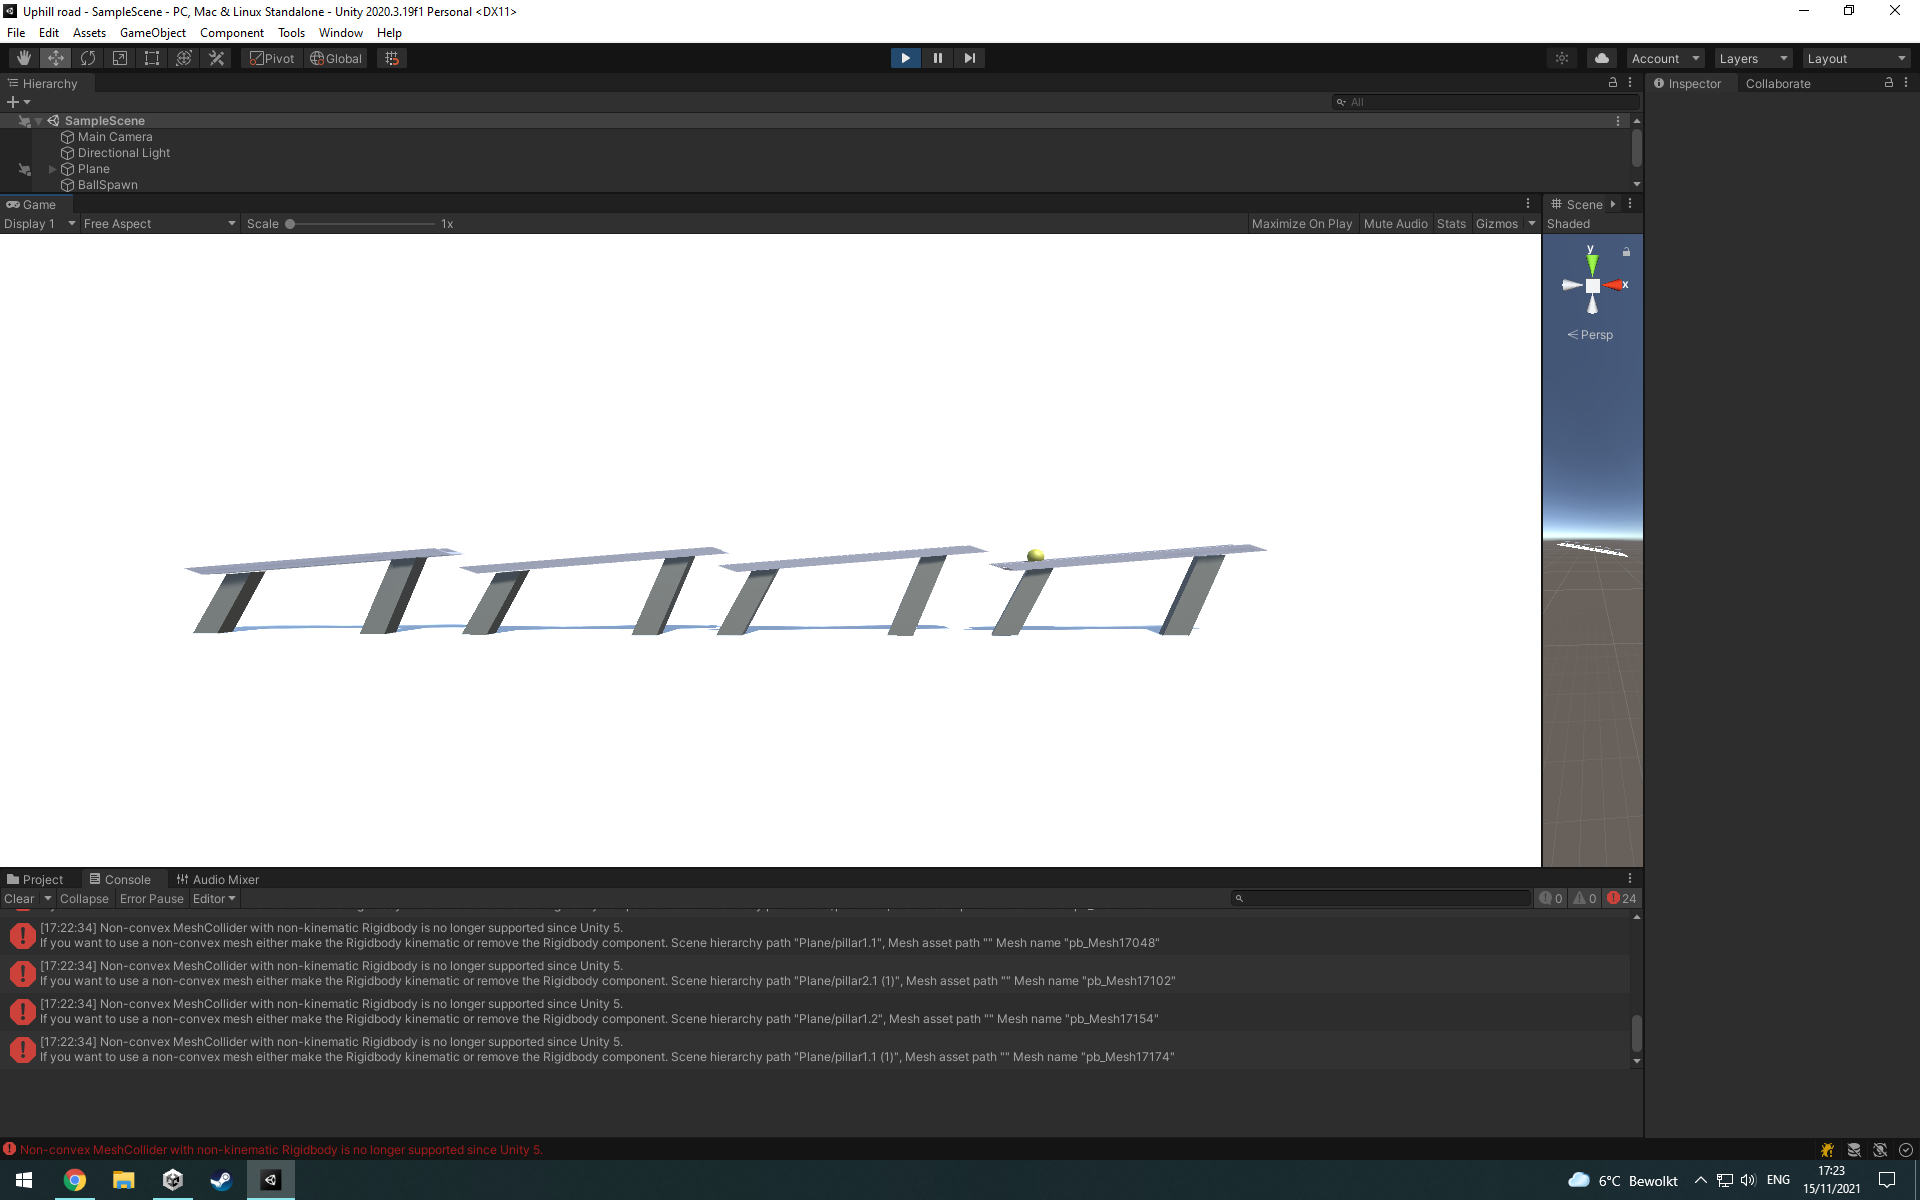 Uphill road - SampleScene - PC, Mac & Linux Standalone - Unity 2020.3.19f1 Personal <DX11>
File Edit Assets GameObject Component Tools Window Help
Pivot Global Account Layers Layout
Hierarchy Inspector Collaborate
All
SampleScene
Main Camera
Directional Light
Plane
BallSpawn
Game Scene
Display 1 Free Aspect Scale 1x Maximize On Play Mute Audio Stats Gizmos Shaded
y
x
Persp
Project Console Audio Mixer
Clear Collapse Error Pause Editor 0 0 24
[17:22:34] Non-convex MeshCollider with non-kinematic Rigidbody is no longer supported since Unity 5.
If you want to use a non-convex mesh either make the Rigidbody kinematic or remove the Rigidbody component. Scene hierarchy path "Plane/pillar1.1", Mesh asset path "" Mesh name "pb_Mesh17048"
[17:22:34] Non-convex MeshCollider with non-kinematic Rigidbody is no longer supported since Unity 5.
If you want to use a non-convex mesh either make the Rigidbody kinematic or remove the Rigidbody component. Scene hierarchy path "Plane/pillar2.1 (1)", Mesh asset path "" Mesh name "pb_Mesh17102"
[17:22:34] Non-convex MeshCollider with non-kinematic Rigidbody is no longer supported since Unity 5.
If you want to use a non-convex mesh either make the Rigidbody kinematic or remove the Rigidbody component. Scene hierarchy path "Plane/pillar1.2", Mesh asset path "" Mesh name "pb_Mesh17154"
[17:22:34] Non-convex MeshCollider with non-kinematic Rigidbody is no longer supported since Unity 5.
If you want to use a non-convex mesh either make the Rigidbody kinematic or remove the Rigidbody component. Scene hierarchy path "Plane/pillar1.1 (1)", Mesh asset path "" Mesh name "pb_Mesh17174"
Non-convex MeshCollider with non-kinematic Rigidbody is no longer supported since Unity 5.
6°C Bewolkt ENG
17:23
15/11/2021